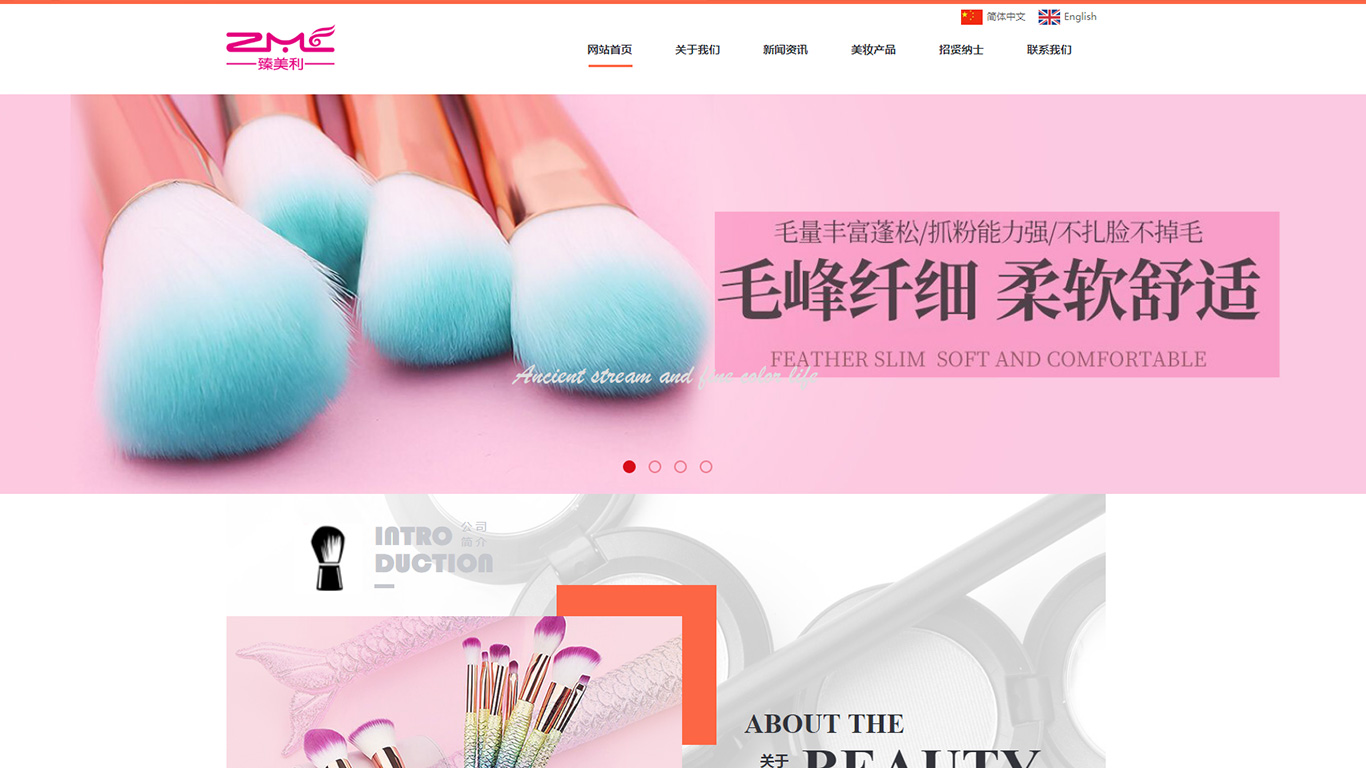 简体中文 English
ZML
臻美利
网站首页 关于我们 新闻资讯 美妆产品 招贤纳士 联系我们
毛量丰富蓬松/抓粉能力强/不扎脸不掉毛
毛峰纤细 柔软舒适
FEATHER SLIM SOFT AND COMFORTABLE
Ancient stream and fine color life
INTRO 公司
DUCTION 简介
ABOUT THE
关于 BEAUTY